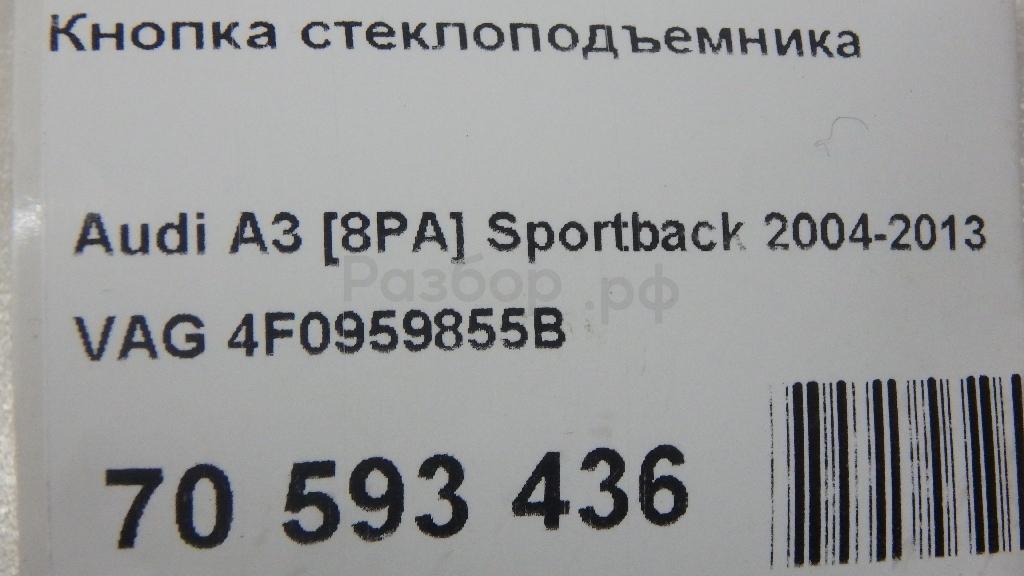 Кнопка стеклоподъемника
Audi A3 [8PA] Sportback 2004-2013
Разбор.рф
VAG 4F0959855B
70 593 436